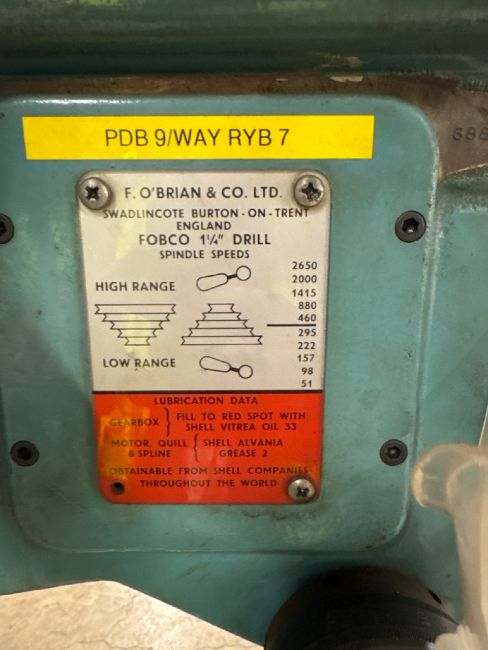 PDB 9/WAY RYB 7
F. O'BRIAN & CO. LTD.
SWADLINCOTE BURTON-ON-TRENT
ENGLAND
FOBCO 1¼" DRILL
SPINDLE SPEEDS
HIGH RANGE
2650
2000
1415
880
460
295
222
157
98
51
LOW RANGE
LUBRICATION DATA
GEARBOX } FILL TO RED SPOT WITH
SHELL VITREA OIL 33
MOTOR, QUILL } SHELL ALVANIA
& SPLINE GREASE 2
OBTAINABLE FROM SHELL COMPANIES
THROUGHOUT THE WORLD